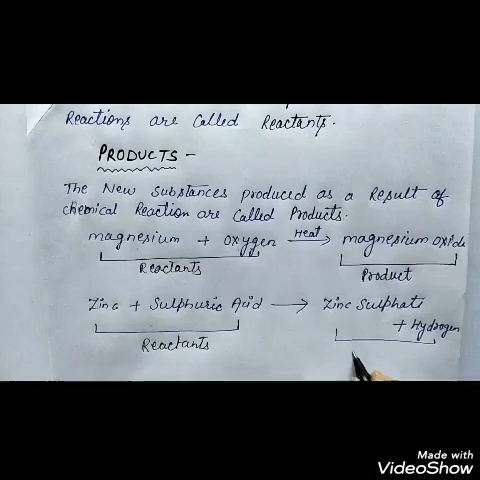 Reactions are Called Reactants.
PRODUCTS -
The New Substances produced as a Result of
chemical Reaction are Called Products.
magnesium + oxygen Heat → magnesium oxide
Reactants Product
Zinc + Sulphuric Acid → Zinc Sulphate
+ Hydrogen
Reactants
Made with
VideoShow